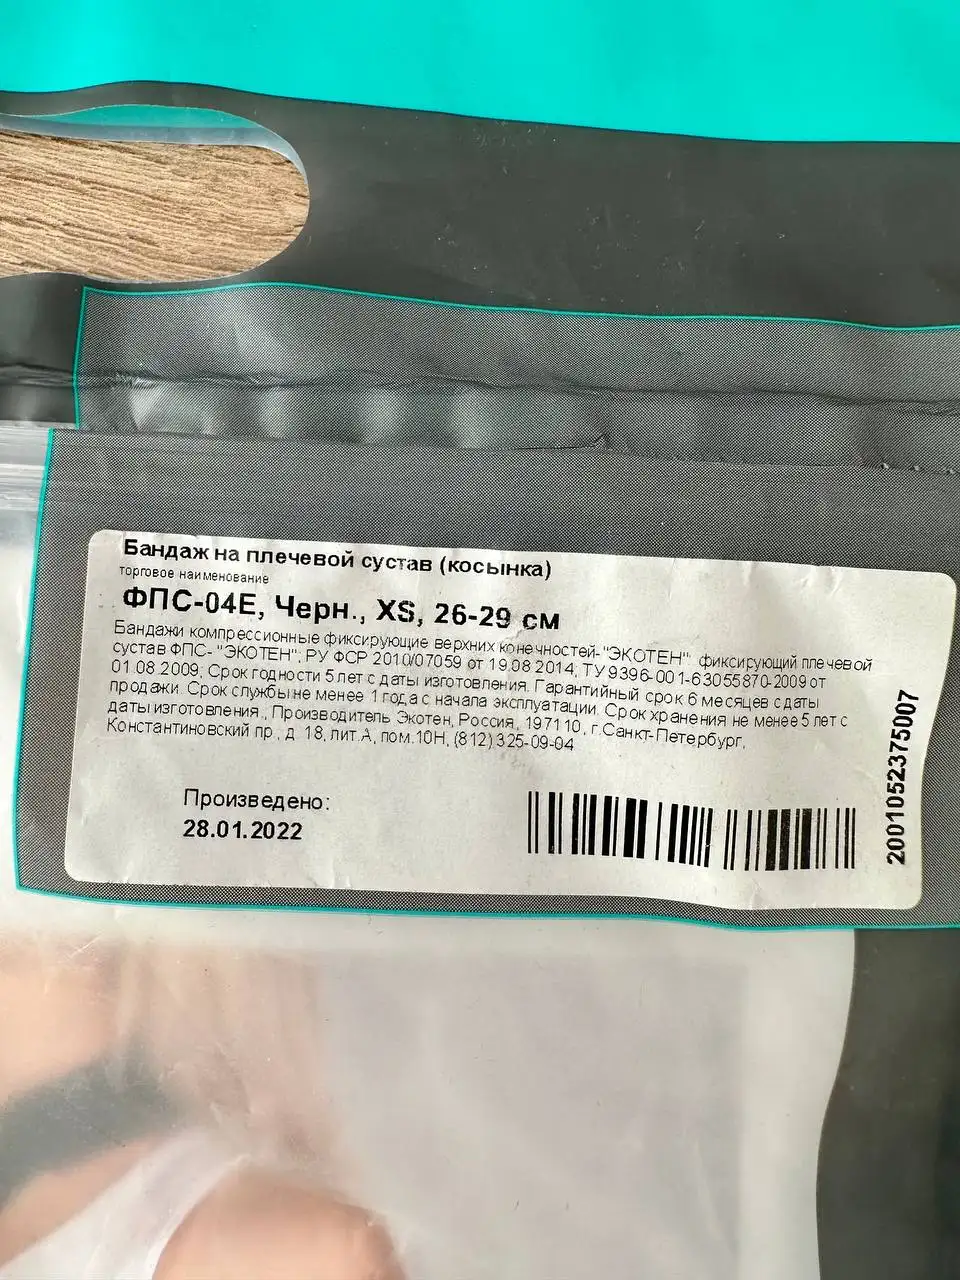 Бандаж на плечевой сустав (косынка)
торговое наименование
ФПС-04Е, Черн., XS, 26-29 см
Бандажи компрессионные фиксирующие верхних конечностей-"ЭКОТЕН": фиксирующий плечевой
сустав ФПС- "ЭКОТЕН"; РУ ФСР 2010/07059 от 19.08.2014; ТУ 9396-001-63055870-2009 от
01.08.2009; Срок годности 5 лет с даты изготовления. Гарантийный срок 6 месяцев с даты
продажи. Срок службы не менее 1 года с начала эксплуатации. Срок хранения не менее 5 лет с
даты изготовления., Производитель Экотен, Россия, 197110, г.Санкт-Петербург,
Константиновский пр., д. 18, лит.А, пом.10Н, (812) 325-09-04
Произведено:
28.01.2022
2001052375007